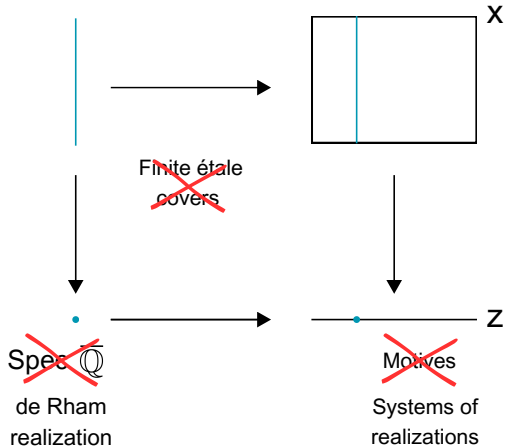 X
Finite étale
covers
Z
Spec ℚ̅
Motives
de Rham
realization
Systems of
realizations